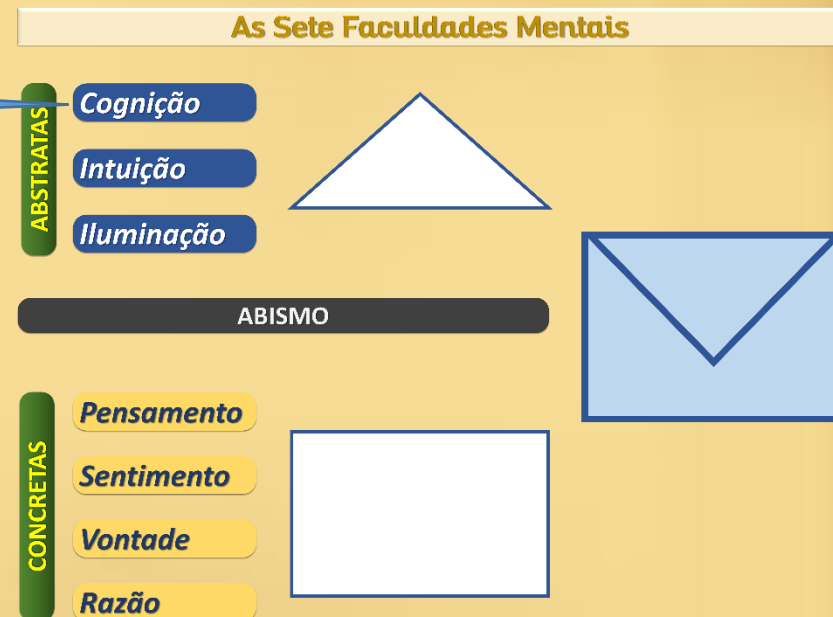 As Sete Faculdades Mentais
ABSTRATAS
Cognição
Intuição
Iluminação
ABISMO
CONCRETAS
Pensamento
Sentimento
Vontade
Razão